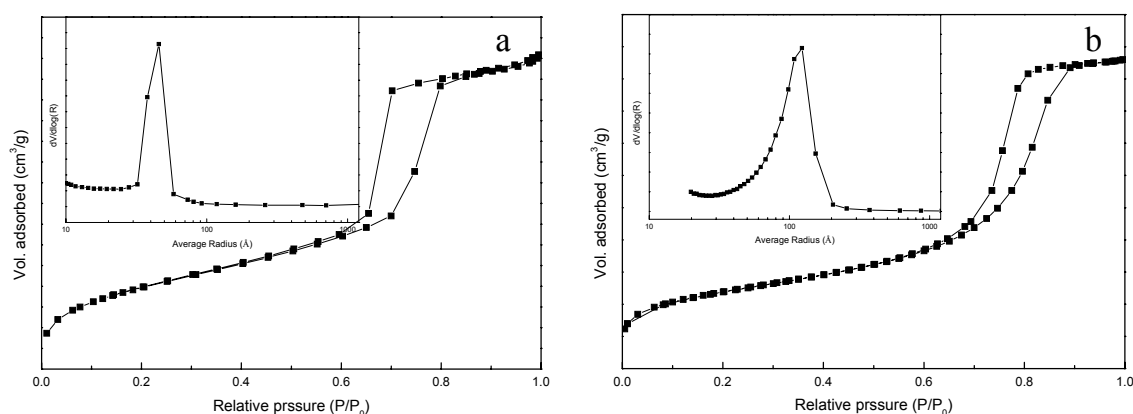 a
dV/dlog(R)
10
100
1000
Average Radius (Å)
Vol. adsorbed (cm³/g)
0.0
0.2
0.4
0.6
0.8
1.0
Relative prssure (P/P₀)
b
dV/dlog(R)
10
100
1000
Average Radius (Å)
Vol. adsorbed (cm³/g)
0.0
0.2
0.4
0.6
0.8
1.0
Relative prssure (P/P₀)